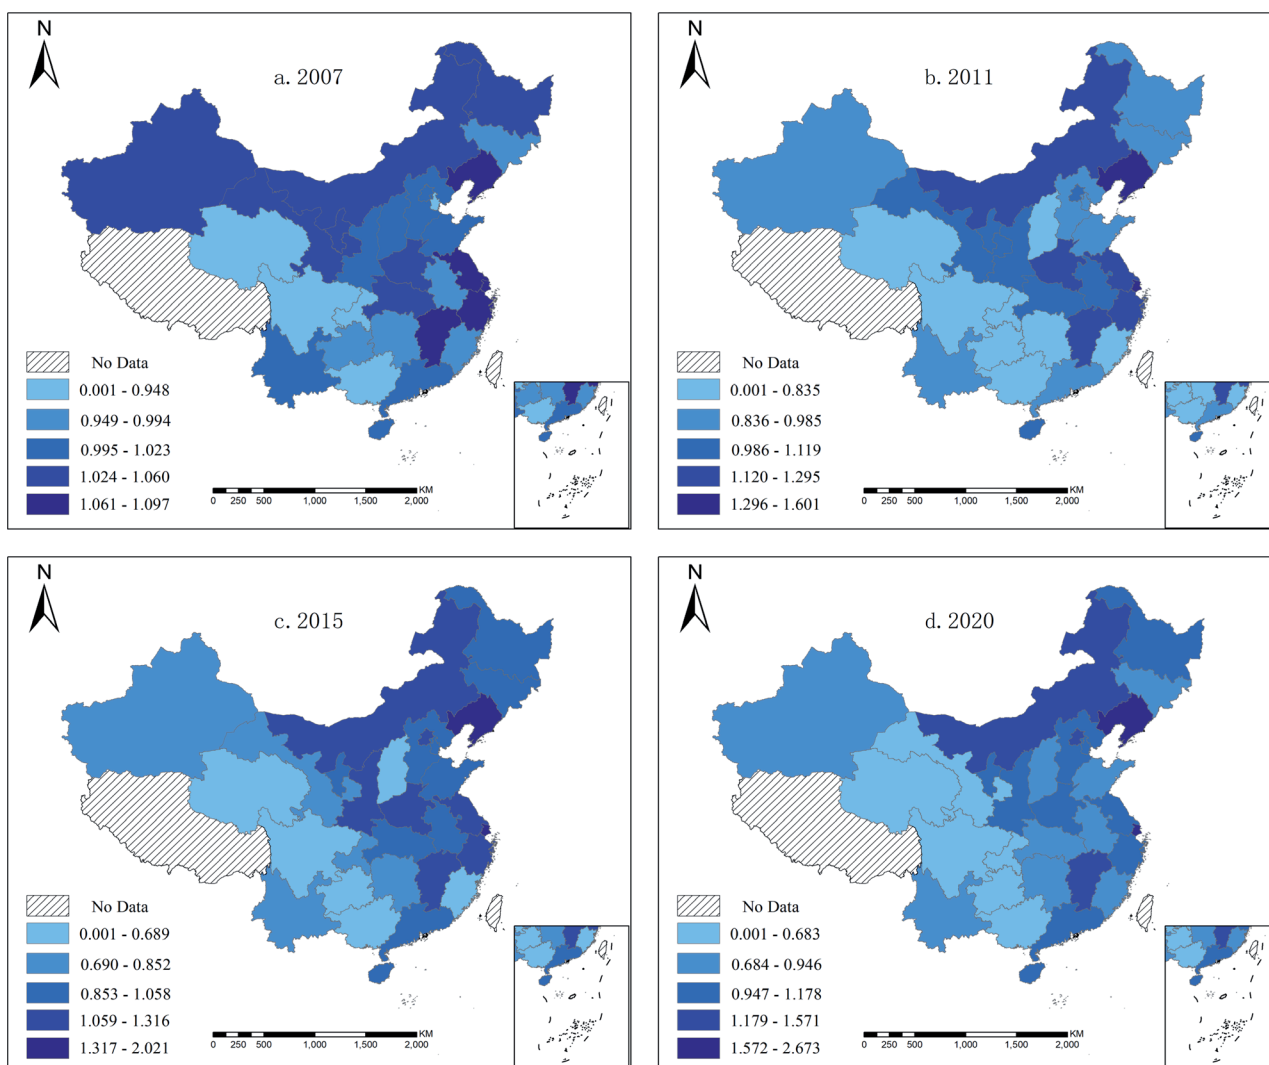 N
a. 2007
No Data
0.001 - 0.948
0.949 - 0.994
0.995 - 1.023
1.024 - 1.060
1.061 - 1.097
KM
0 250 500 1,000 1,500 2,000
N
b. 2011
No Data
0.001 - 0.835
0.836 - 0.985
0.986 - 1.119
1.120 - 1.295
1.296 - 1.601
KM
0 250 500 1,000 1,500 2,000
N
c. 2015
No Data
0.001 - 0.689
0.690 - 0.852
0.853 - 1.058
1.059 - 1.316
1.317 - 2.021
KM
0 250 500 1,000 1,500 2,000
N
d. 2020
No Data
0.001 - 0.683
0.684 - 0.946
0.947 - 1.178
1.179 - 1.571
1.572 - 2.673
KM
0 250 500 1,000 1,500 2,000